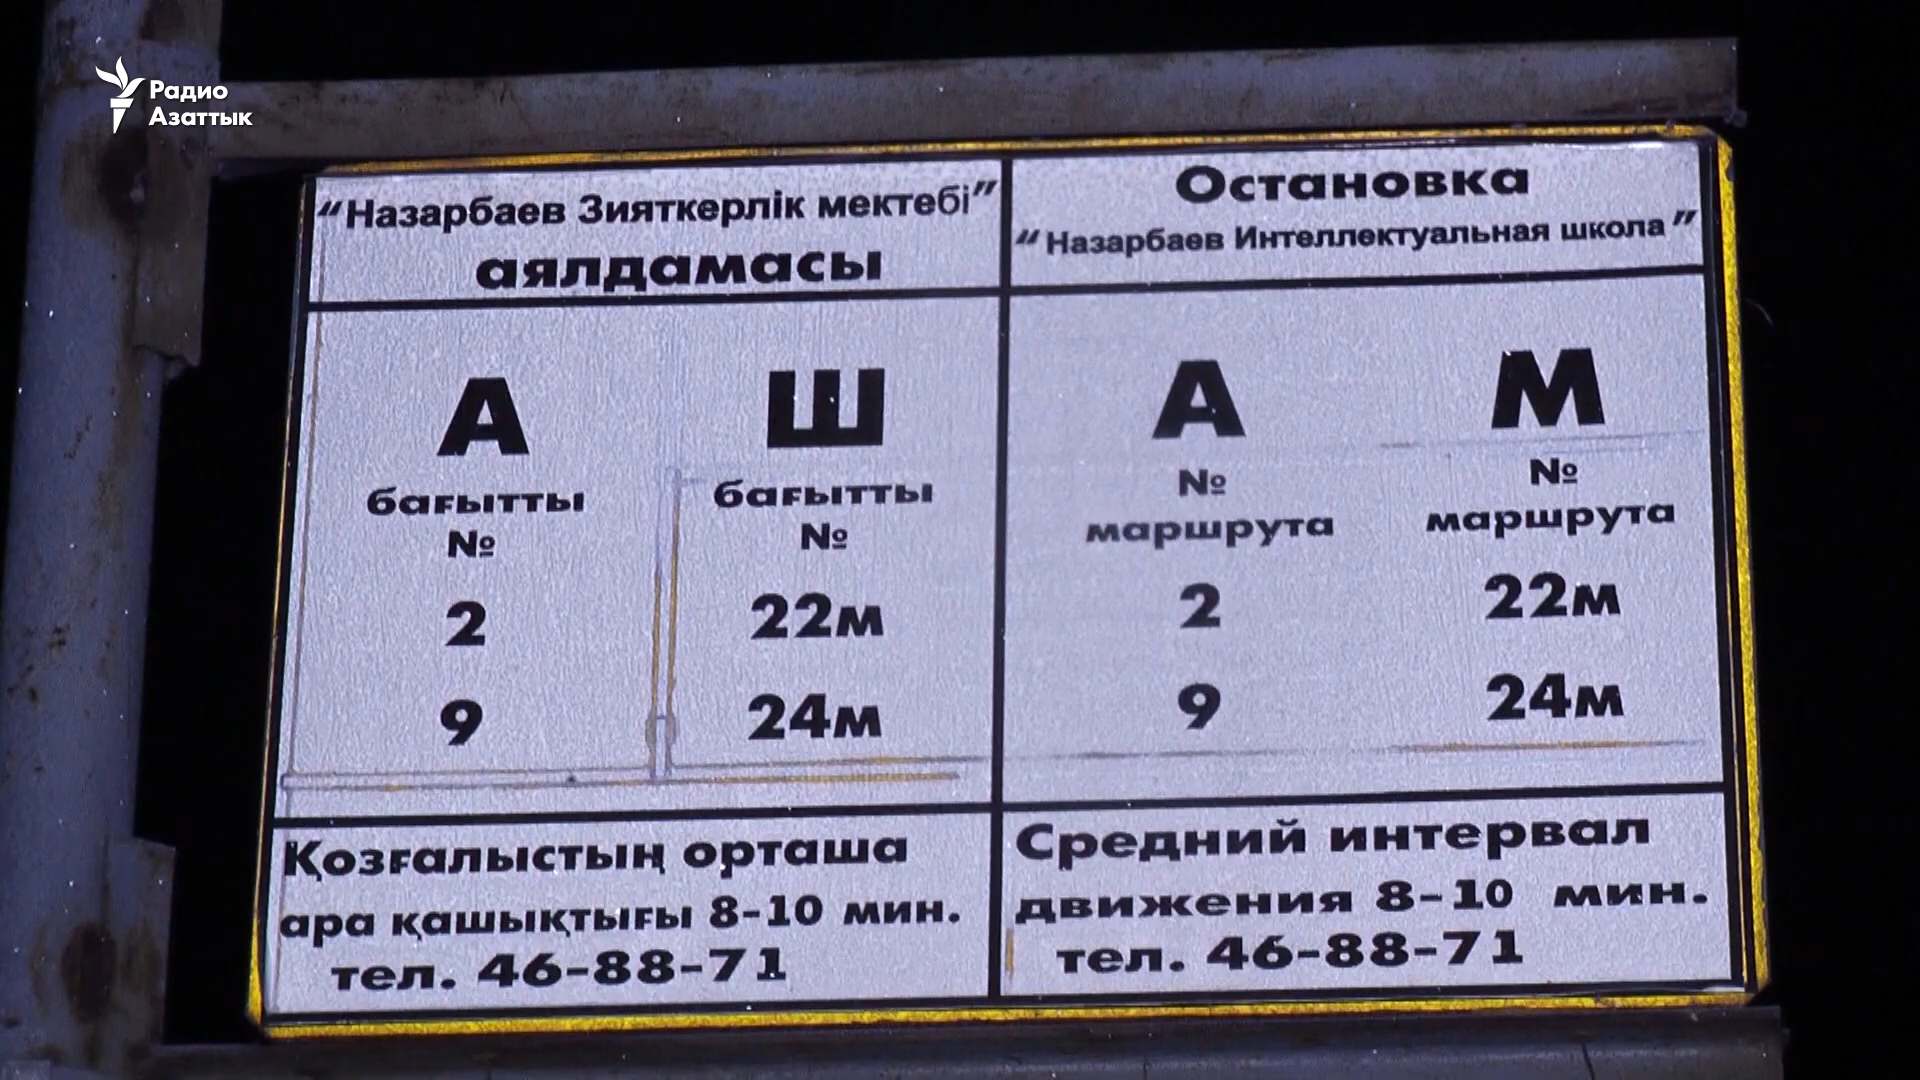 Радио
Азаттык
“Назарбаев Зияткерлік мектебі”
аялдамасы
А
бағытты
№
2
9
Ш
бағытты
№
22м
24м
Остановка
“Назарбаев Интеллектуальная школа”
А
№
маршрута
2
9
М
№
маршрута
22м
24м
Қозғалыстың орташа
ара қашықтығы 8-10 мин.
тел. 46-88-71
Средний интервал
движения 8-10 мин.
тел. 46-88-71